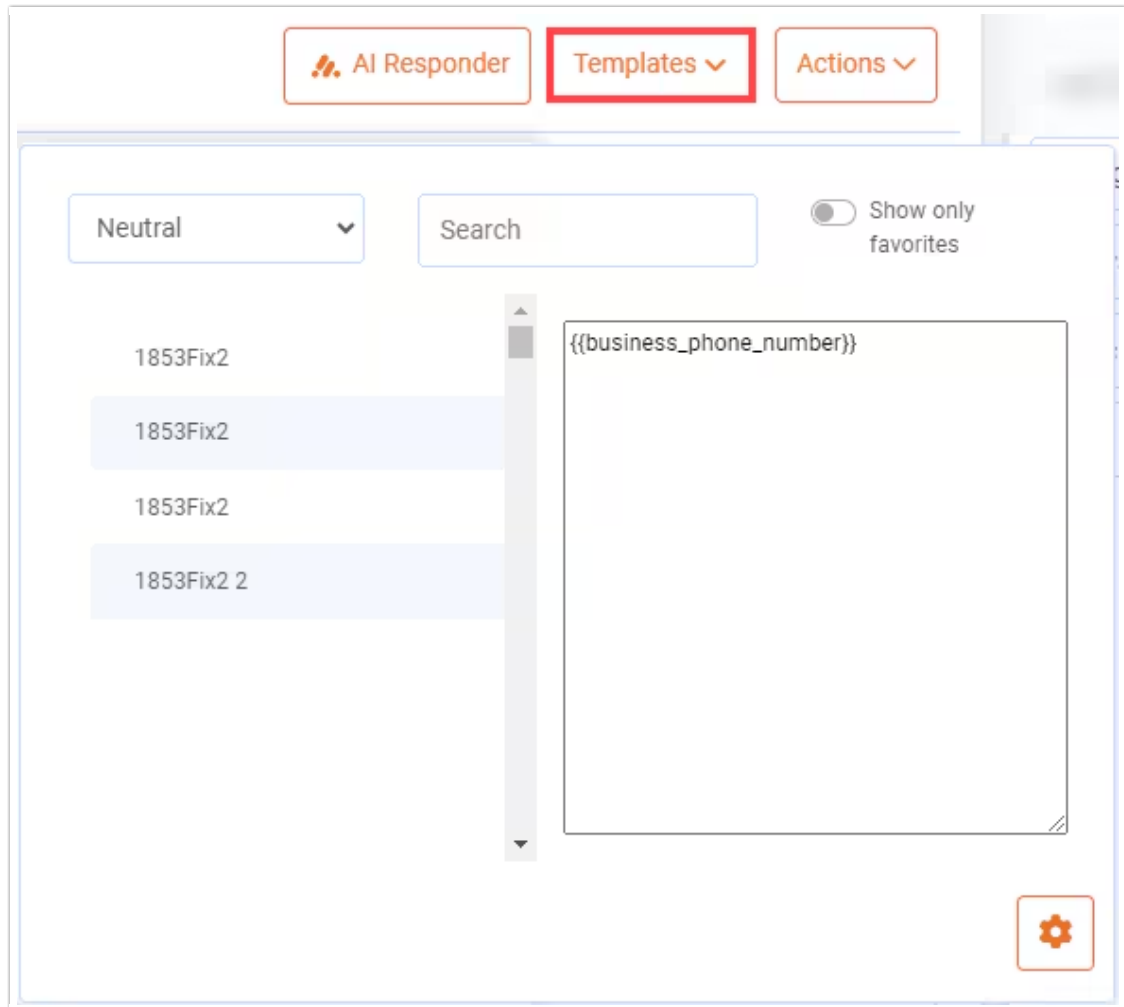 AI Responder
Templates
Actions
Neutral
Search
Show only
favorites
1853Fix2
1853Fix2
1853Fix2
1853Fix2 2
{{business_phone_number}}